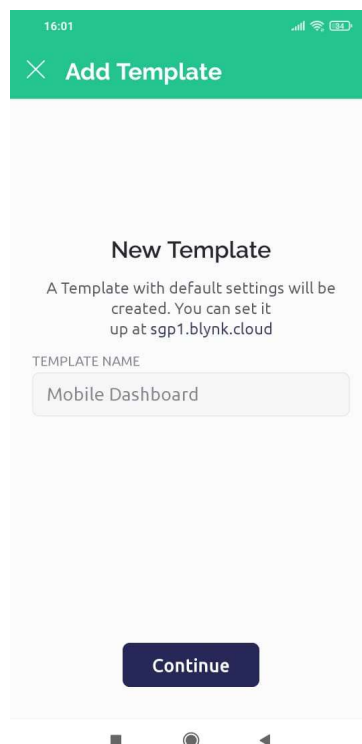 16:01
34
Add Template
New Template
A Template with default settings will be
created. You can set it
up at sgp1.blynk.cloud
TEMPLATE NAME
Mobile Dashboard
Continue